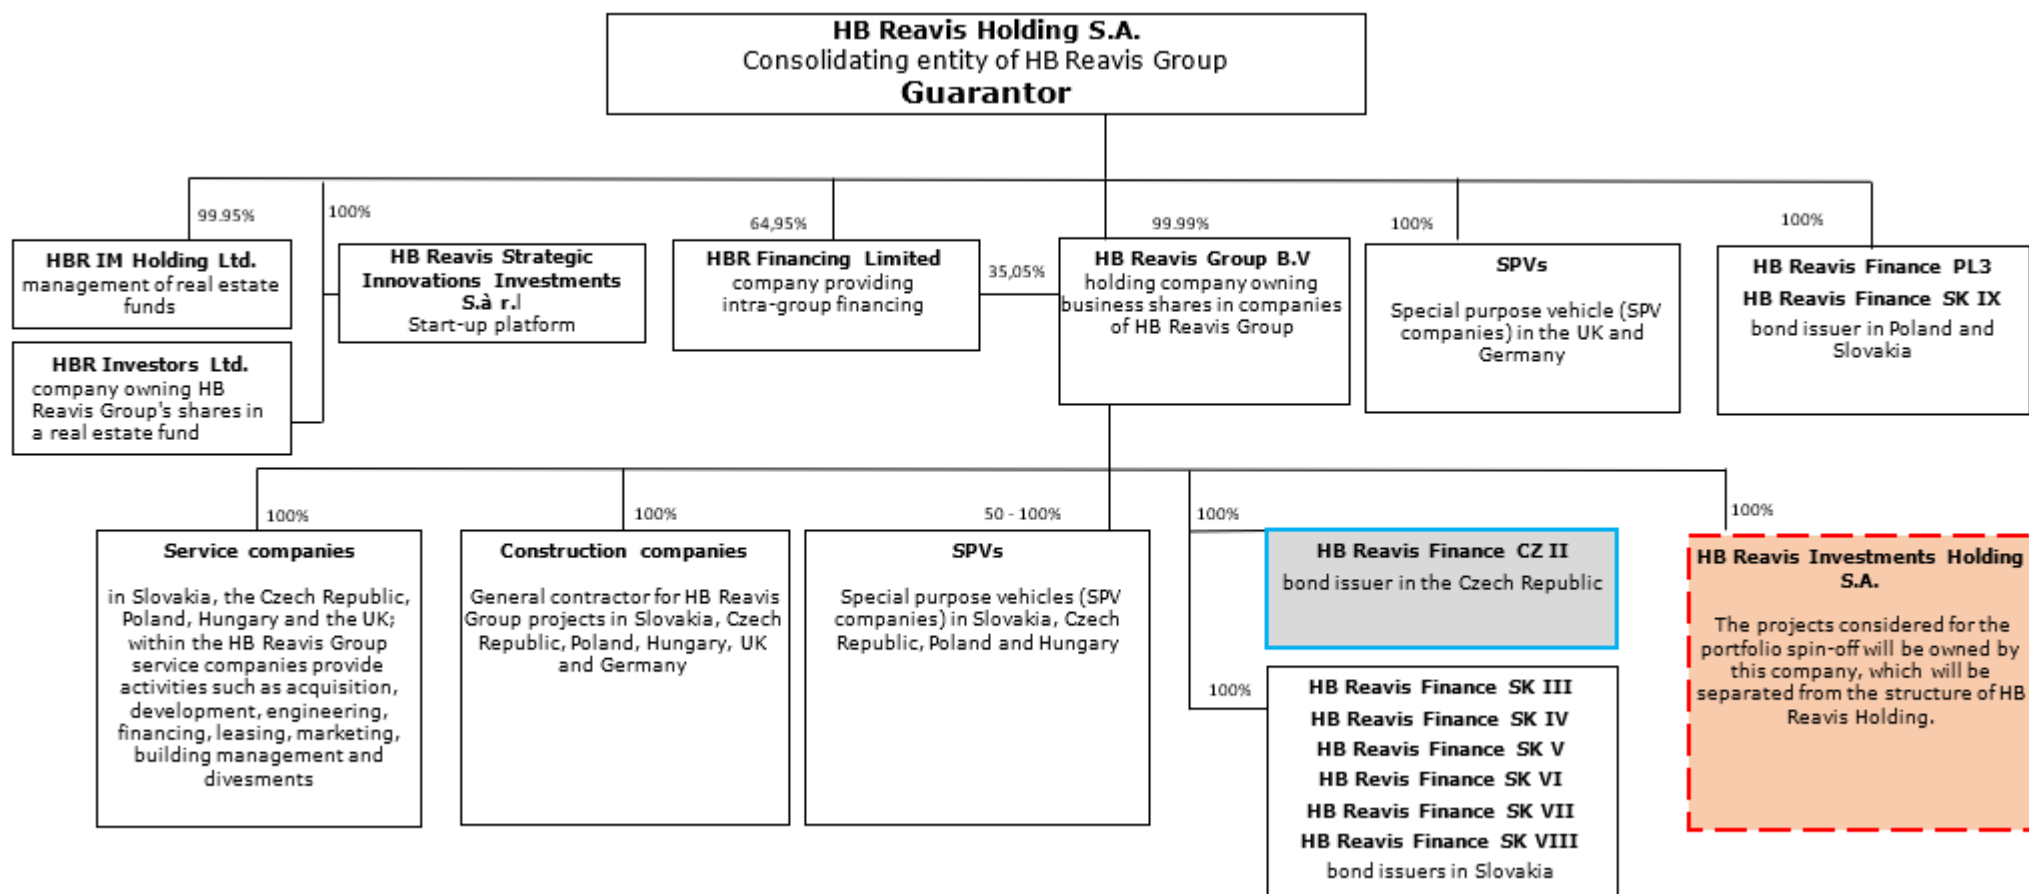 HB Reavis Holding S.A.
Consolidating entity of HB Reavis Group
Guarantor
99.95%
100%
64,95%
99.99%
100%
100%
HBR IM Holding Ltd.
management of real estate
funds
HB Reavis Strategic
Innovations Investments
S.à r.l
Start-up platform
HBR Financing Limited
company providing
intra-group financing
35,05%
HB Reavis Group B.V
holding company owning
business shares in companies
of HB Reavis Group
SPVs
Special purpose vehicle (SPV
companies) in the UK and
Germany
HB Reavis Finance PL3
HB Reavis Finance SK IX
bond issuer in Poland and
Slovakia
HBR Investors Ltd.
company owning HB
Reavis Group's shares in
a real estate fund
100%
100%
50 - 100%
100%
100%
Service companies
in Slovakia, the Czech Republic,
Poland, Hungary and the UK;
within the HB Reavis Group
service companies provide
activities such as acquisition,
development, engineering,
financing, leasing, marketing,
building management and
divesments
Construction companies
General contractor for HB Reavis
Group projects in Slovakia, Czech
Republic, Poland, Hungary, UK
and Germany
SPVs
Special purpose vehicles (SPV
companies) in Slovakia, Czech
Republic, Poland and Hungary
HB Reavis Finance CZ II
bond issuer in the Czech Republic
100%
HB Reavis Finance SK III
HB Reavis Finance SK IV
HB Reavis Finance SK V
HB Revis Finance SK VI
HB Reavis Finance SK VII
HB Reavis Finance SK VIII
bond issuers in Slovakia
HB Reavis Investments Holding
S.A.
The projects considered for the
portfolio spin-off will be owned by
this company, which will be
separated from the structure of HB
Reavis Holding.